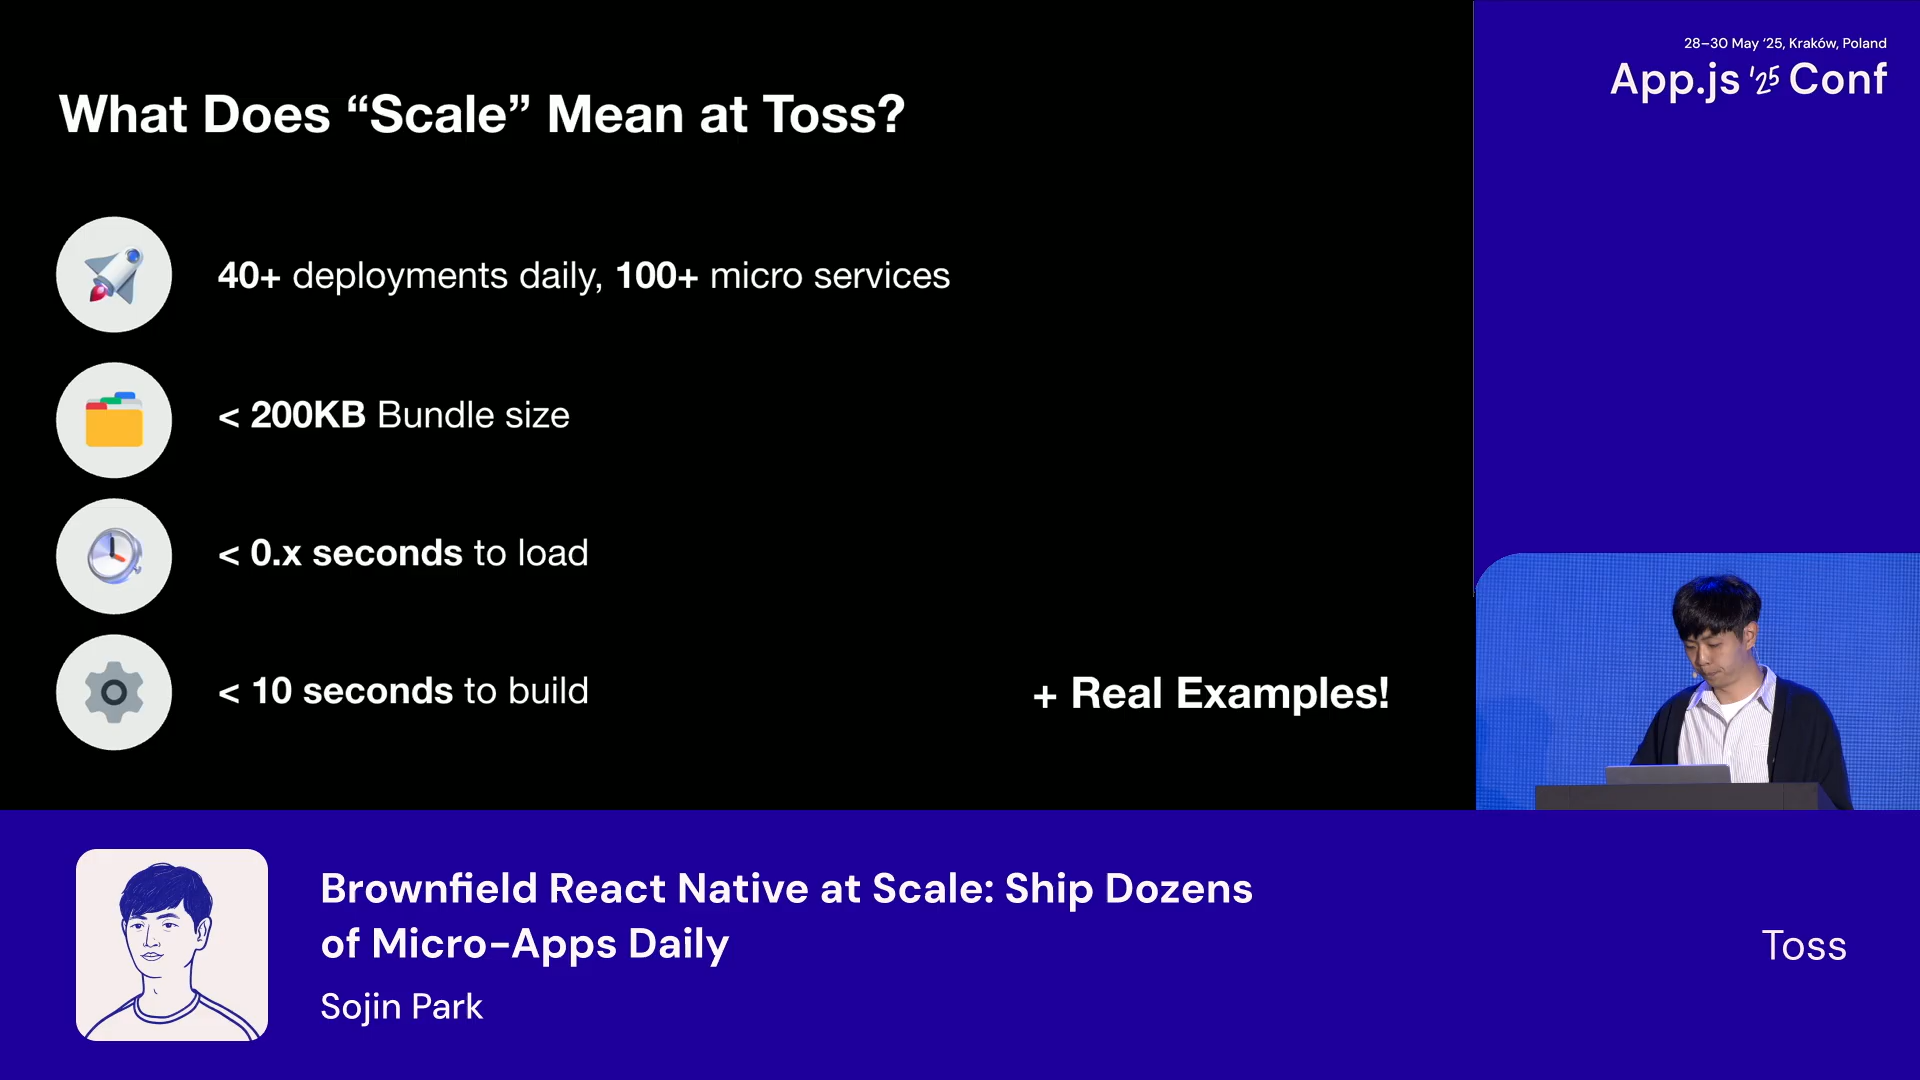 28–30 May ‘25, Kraków, Poland
App.js ‘25 Conf
What Does “Scale” Mean at Toss?
40+ deployments daily, 100+ micro services
< 200KB Bundle size
< 0.x seconds to load
< 10 seconds to build
+ Real Examples!
Brownfield React Native at Scale: Ship Dozens
of Micro-Apps Daily
Sojin Park
Toss